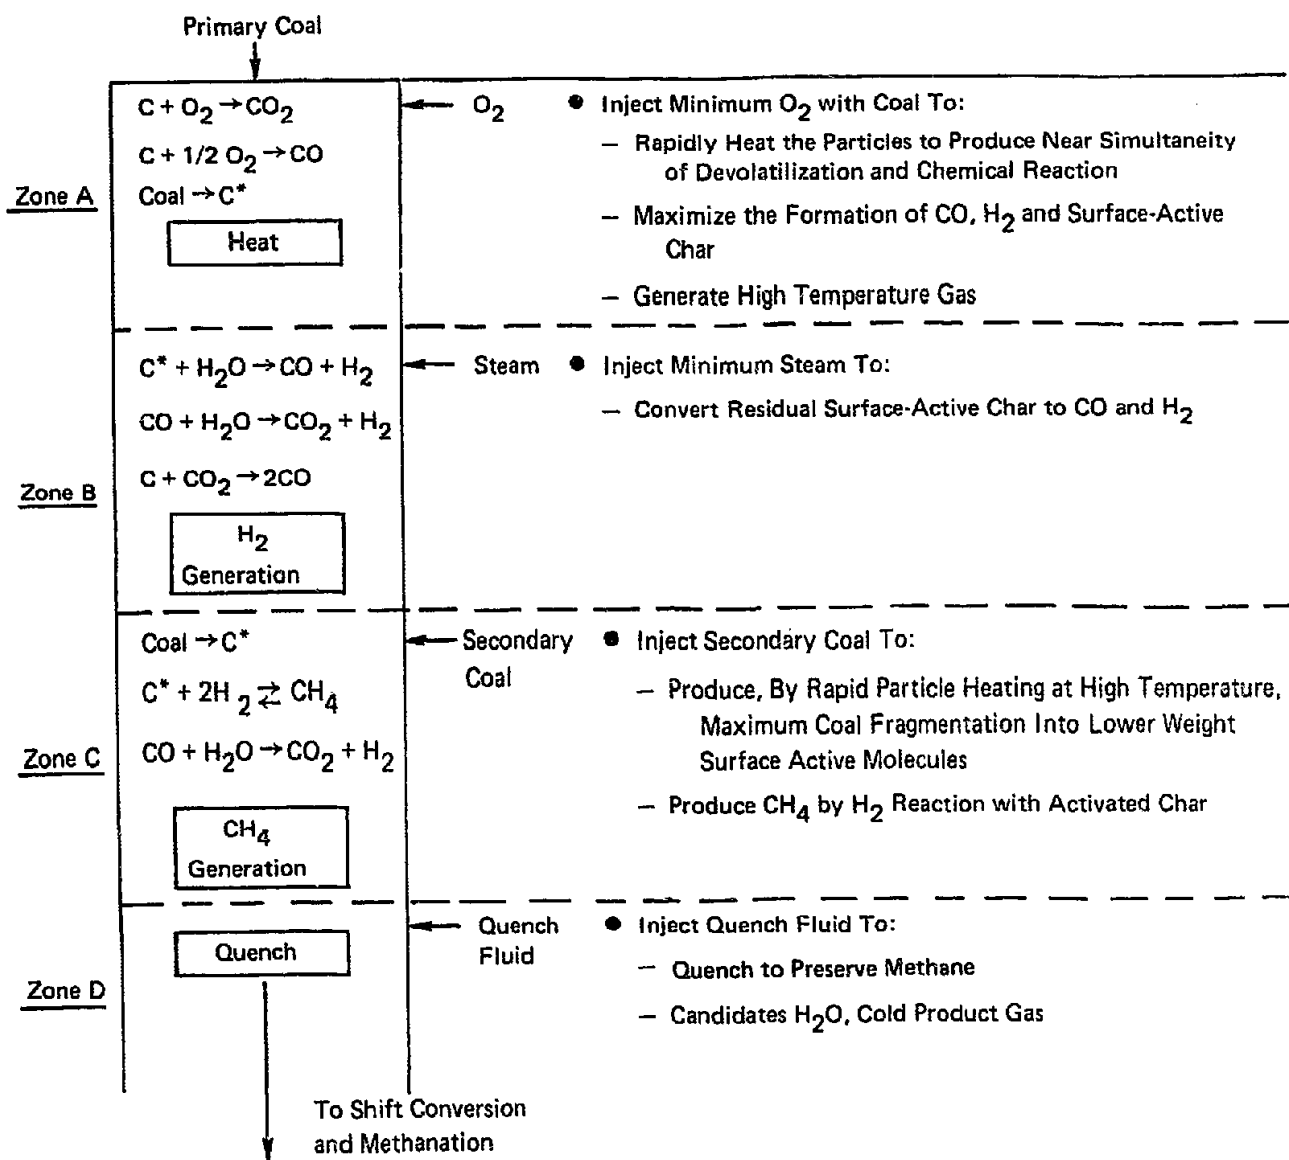 Primary Coal
C + O₂ → CO₂
C + 1/2 O₂ → CO
Coal → C*
Zone A
Heat
O₂
● Inject Minimum O₂ with Coal To:
— Rapidly Heat the Particles to Produce Near Simultaneity
of Devolatilization and Chemical Reaction
— Maximize the Formation of CO, H₂ and Surface-Active
Char
— Generate High Temperature Gas
C* + H₂O → CO + H₂
CO + H₂O → CO₂ + H₂
C + CO₂ → 2CO
Zone B
H₂
Generation
Steam
● Inject Minimum Steam To:
— Convert Residual Surface-Active Char to CO and H₂
Coal → C*
C* + 2H₂ ⇄ CH₄
CO + H₂O → CO₂ + H₂
Zone C
CH₄
Generation
Secondary
Coal
● Inject Secondary Coal To:
— Produce, By Rapid Particle Heating at High Temperature,
Maximum Coal Fragmentation Into Lower Weight
Surface Active Molecules
— Produce CH₄ by H₂ Reaction with Activated Char
Quench
Zone D
Quench
Fluid
● Inject Quench Fluid To:
— Quench to Preserve Methane
— Candidates H₂O, Cold Product Gas
To Shift Conversion
and Methanation